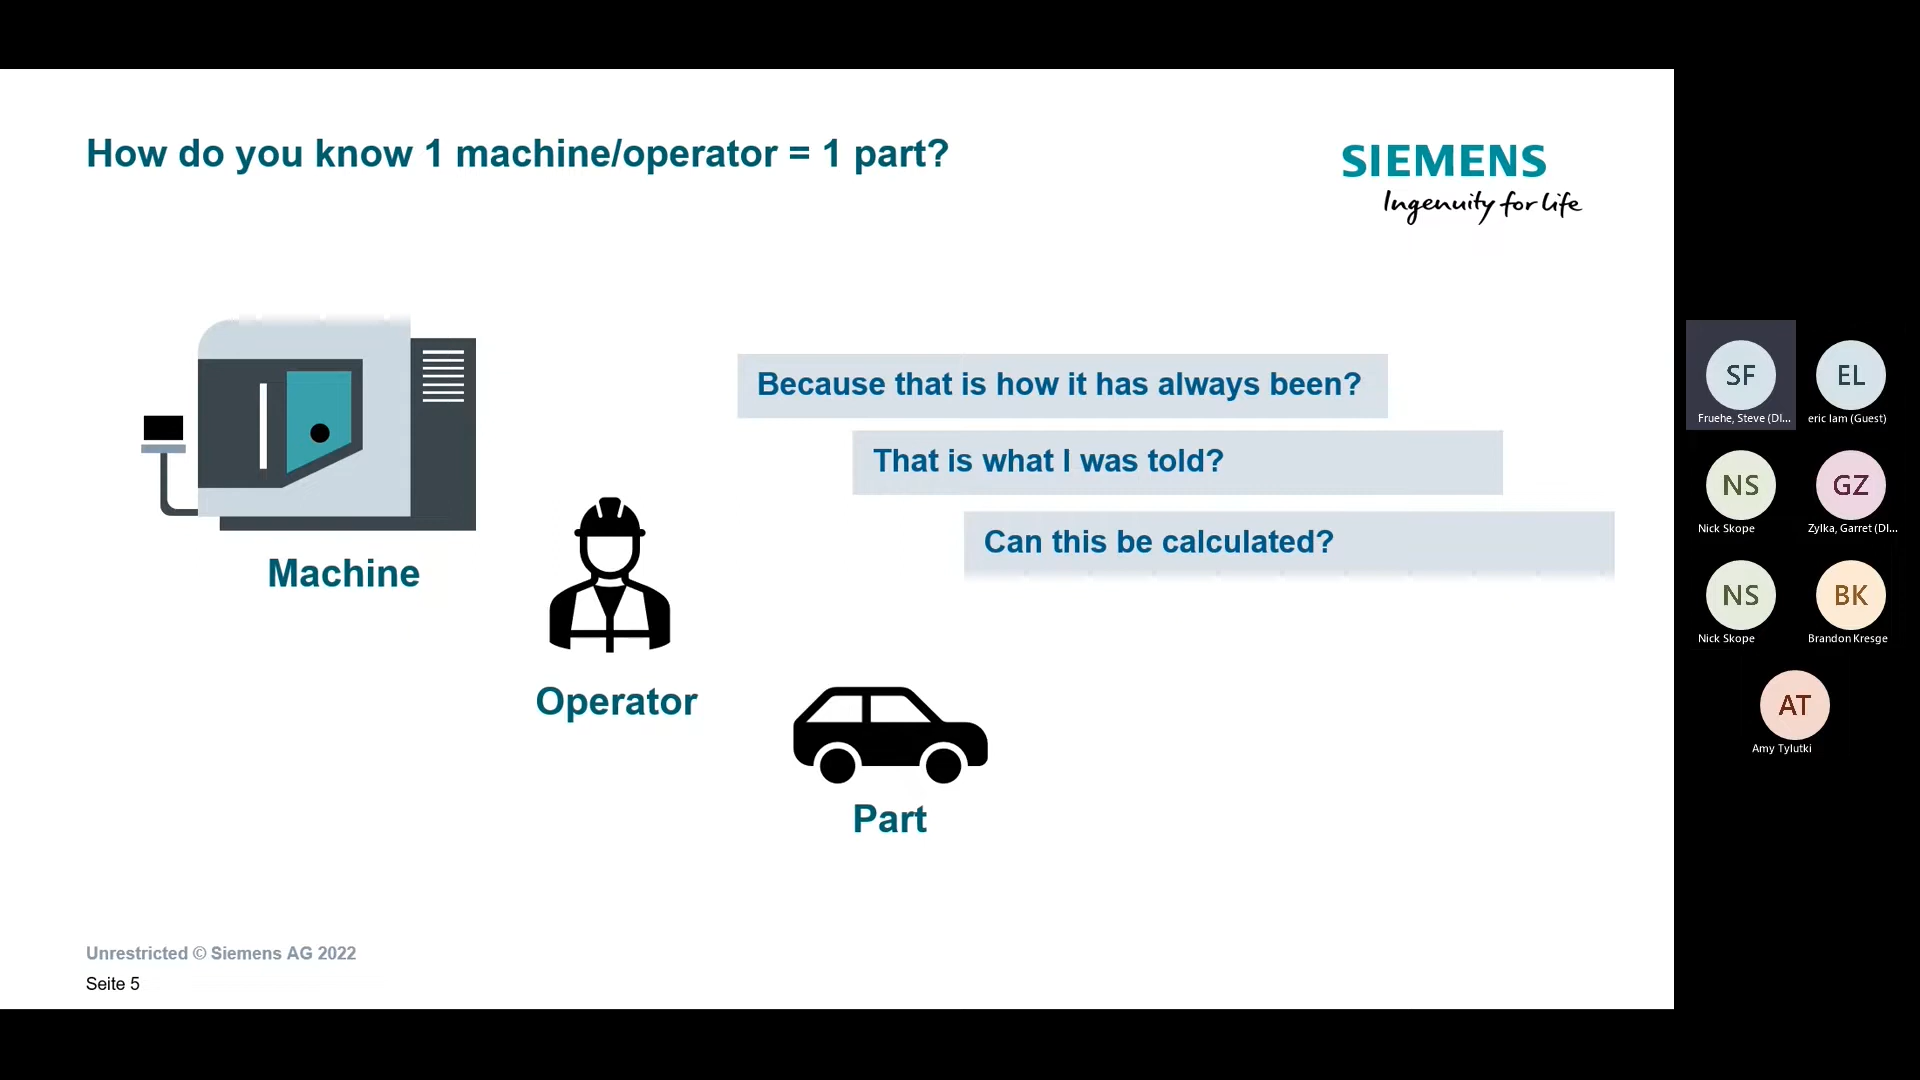 How do you know 1 machine/operator = 1 part?
SIEMENS
Ingenuity for life
Because that is how it has always been?
That is what I was told?
Can this be calculated?
Machine
Operator
Part
Unrestricted © Siemens AG 2022
Seite 5
SF
Fruehe, Steve (DI...
EL
eric lam (Guest)
NS
Nick Skope
GZ
Zylka, Garret (DI...
NS
Nick Skope
BK
Brandon Kresge
AT
Amy Tylutki